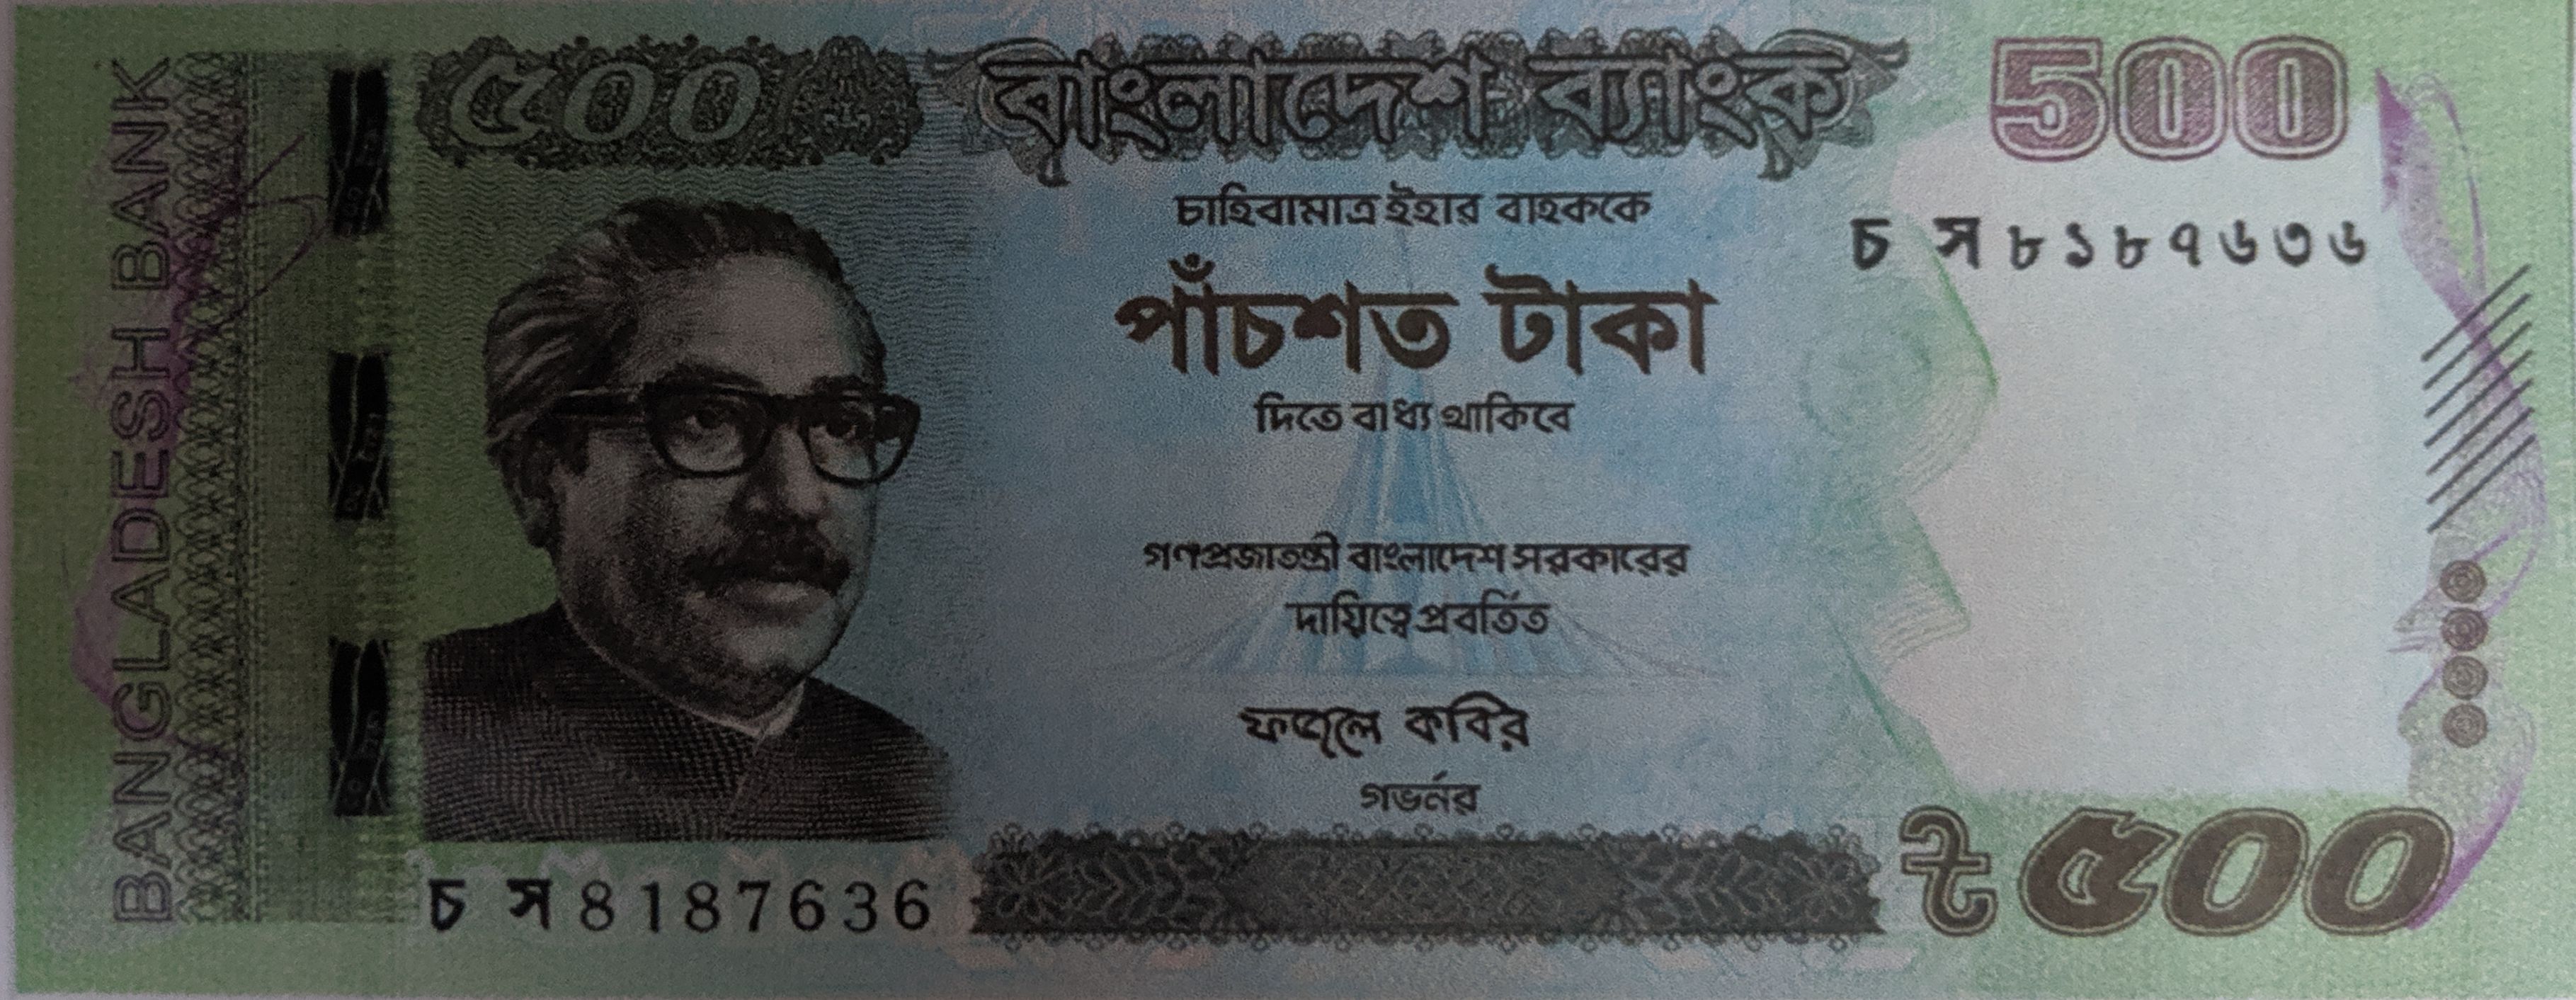 BANGLADESH BANK
৫০০
বাংলাদেশ ব্যাংক
500
চাহিবামাত্র ইহার বাহককে
চ স ৮১৮৭৬৩৬
পাঁচশত টাকা
দিতে বাধ্য থাকিবে
গণপ্রজাতন্ত্রী বাংলাদেশ সরকারের
দায়িত্বে প্রবর্তিত
ফজলে কবির
গভর্নর
চ স 8187636
৳ ৫০০